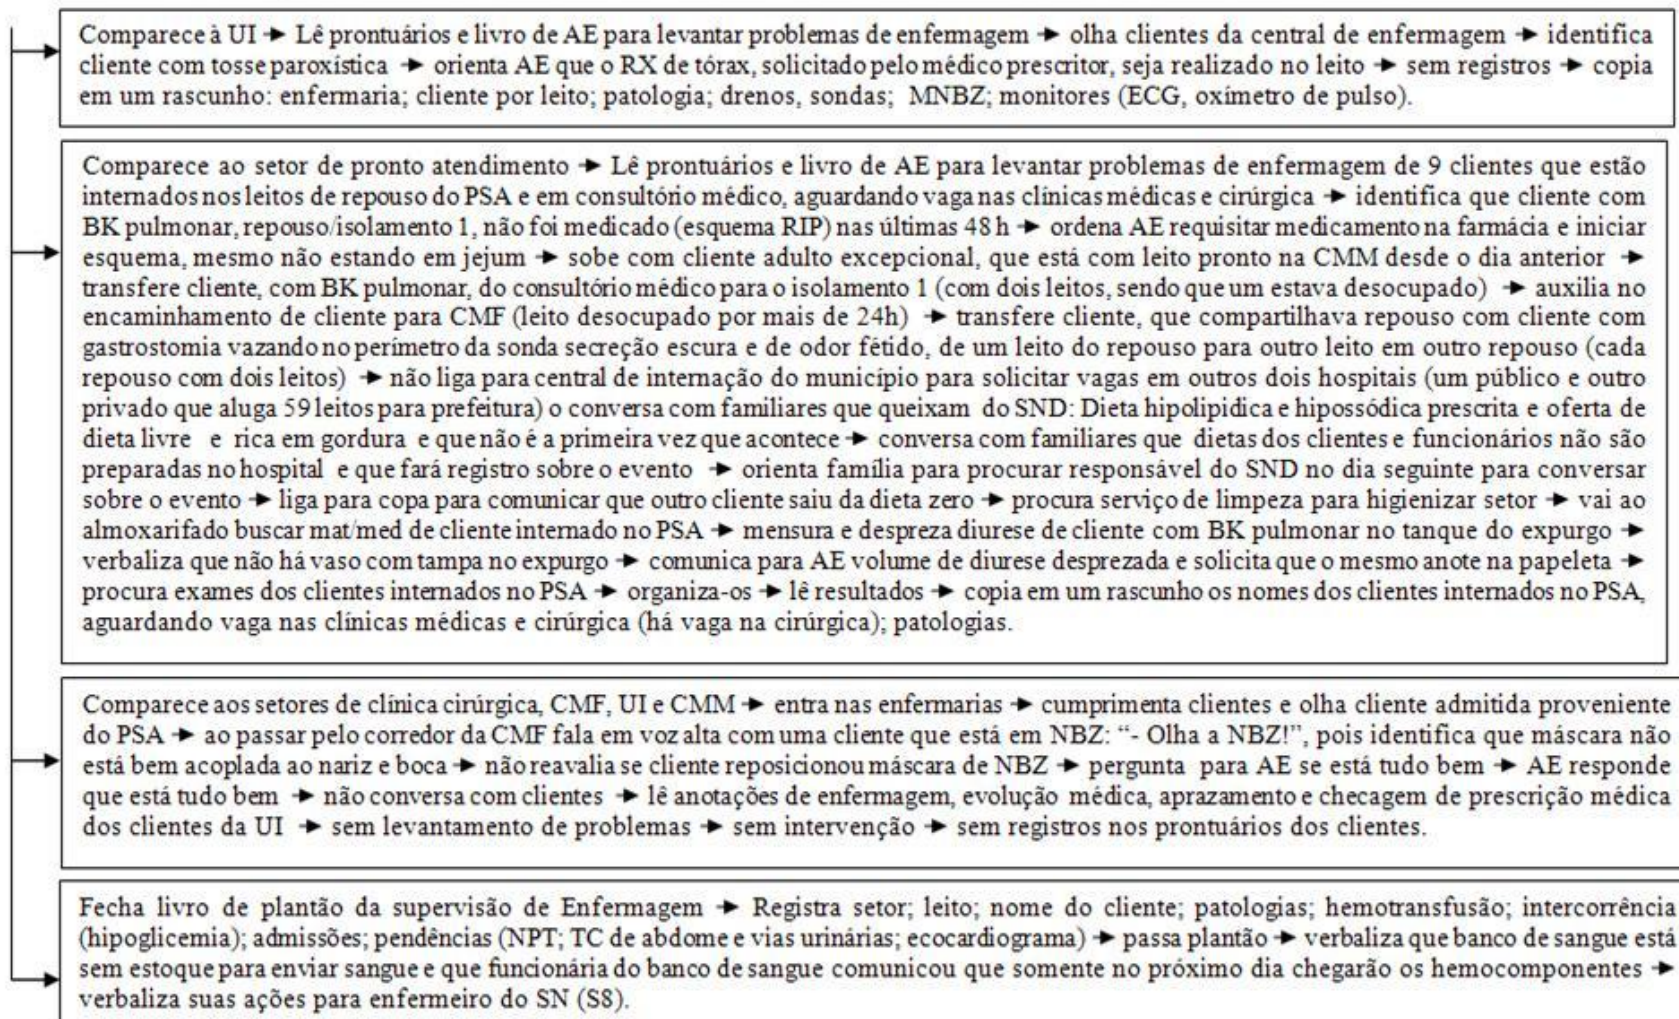 Comparece à UI → Lê prontuários e livro de AE para levantar problemas de enfermagem → olha clientes da central de enfermagem → identifica
cliente com tosse paroxística → orienta AE que o RX de tórax, solicitado pelo médico prescritor, seja realizado no leito → sem registros → copia
em um rascunho: enfermaria; cliente por leito; patologia; drenos, sondas; MNBZ; monitores (ECG, oxímetro de pulso).
Comparece ao setor de pronto atendimento → Lê prontuários e livro de AE para levantar problemas de enfermagem de 9 clientes que estão
internados nos leitos de repouso do PSA e em consultório médico, aguardando vaga nas clínicas médicas e cirúrgica → identifica que cliente com
BK pulmonar, repouso/isolamento 1, não foi medicado (esquema RIP) nas últimas 48 h → ordena AE requisitar medicamento na farmácia e iniciar
esquema, mesmo não estando em jejum → sobe com cliente adulto excepcional, que está com leito pronto na CMM desde o dia anterior →
transfere cliente, com BK pulmonar, do consultório médico para o isolamento 1 (com dois leitos, sendo que um estava desocupado) → auxilia no
encaminhamento de cliente para CMF (leito desocupado por mais de 24h) → transfere cliente, que compartilhava repouso com cliente com
gastrostomia vazando no perímetro da sonda secreção escura e de odor fétido, de um leito do repouso para outro leito em outro repouso (cada
repouso com dois leitos) → não liga para central de internação do município para solicitar vagas em outros dois hospitais (um público e outro
privado que aluga 59 leitos para prefeitura) o conversa com familiares que queixam do SND: Dieta hipolipidica e hipossódica prescrita e oferta de
dieta livre e rica em gordura e que não é a primeira vez que acontece → conversa com familiares que dietas dos clientes e funcionários não são
preparadas no hospital e que fará registro sobre o evento → orienta família para procurar responsável do SND no dia seguinte para conversar
sobre o evento → liga para copa para comunicar que outro cliente saiu da dieta zero → procura serviço de limpeza para higienizar setor → vai ao
almoxarifado buscar mat/med de cliente internado no PSA → mensura e despreza diurese de cliente com BK pulmonar no tanque do expurgo →
verbaliza que não há vaso com tampa no expurgo → comunica para AE volume de diurese desprezada e solicita que o mesmo anote na papeleta →
procura exames dos clientes internados no PSA → organiza-os → lê resultados → copia em um rascunho os nomes dos clientes internados no PSA,
aguardando vaga nas clínicas médicas e cirúrgica (há vaga na cirúrgica); patologias.
Comparece aos setores de clínica cirúrgica, CMF, UI e CMM → entra nas enfermarias → cumprimenta clientes e olha cliente admitida proveniente
do PSA → ao passar pelo corredor da CMF fala em voz alta com uma cliente que está em NBZ: “- Olha a NBZ!”, pois identifica que máscara não
está bem acoplada ao nariz e boca → não reavalia se cliente reposicionou máscara de NBZ → pergunta para AE se está tudo bem → AE responde
que está tudo bem → não conversa com clientes → lê anotações de enfermagem, evolução médica, aprazamento e checagem de prescrição médica
dos clientes da UI → sem levantamento de problemas → sem intervenção → sem registros nos prontuários dos clientes.
Fecha livro de plantão da supervisão de Enfermagem → Registra setor; leito; nome do cliente; patologias; hemotransfusão; intercorrência
(hipoglicemia); admissões; pendências (NPT; TC de abdome e vias urinárias; ecocardiograma) → passa plantão → verbaliza que banco de sangue está
sem estoque para enviar sangue e que funcionária do banco de sangue comunicou que somente no próximo dia chegarão os hemocomponentes →
verbaliza suas ações para enfermeiro do SN (S8).